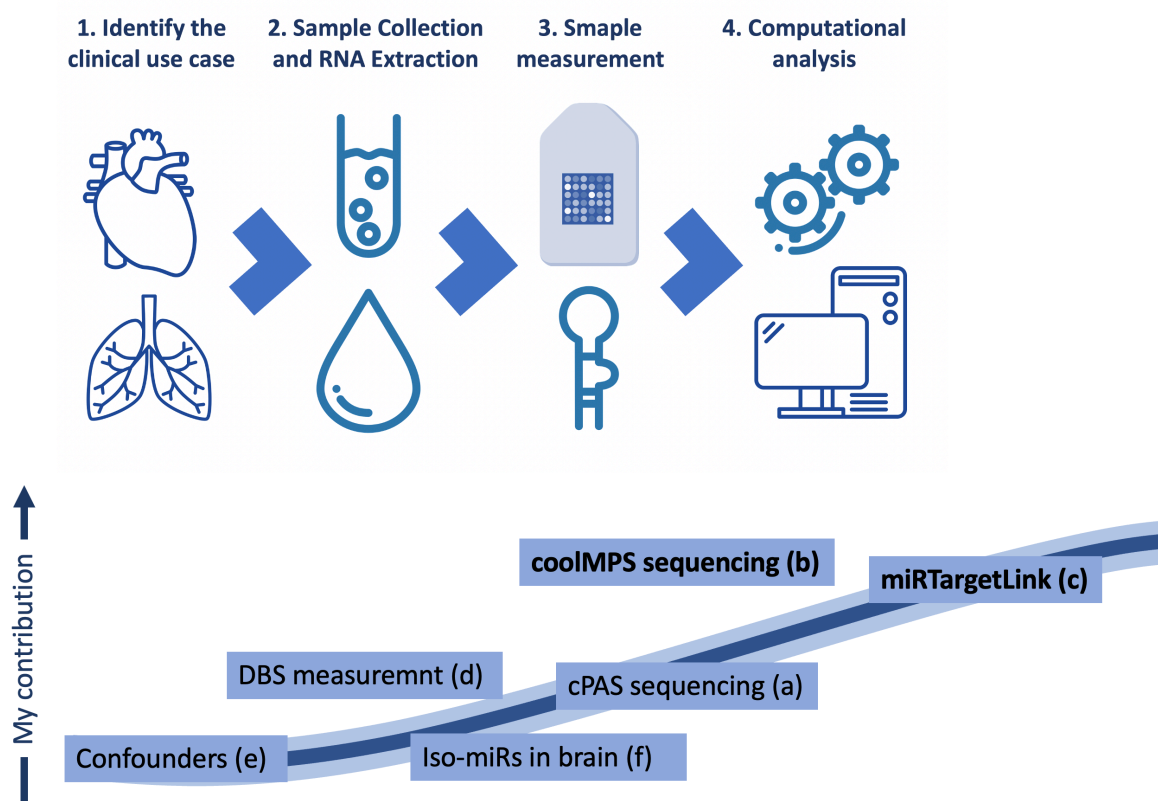 1. Identify the
clinical use case
2. Sample Collection
and RNA Extraction
3. Smaple
measurement
4. Computational
analysis
My contribution
coolMPS sequencing (b)
miRTargetLink (c)
DBS measuremnt (d)
cPAS sequencing (a)
Confounders (e)
Iso-miRs in brain (f)